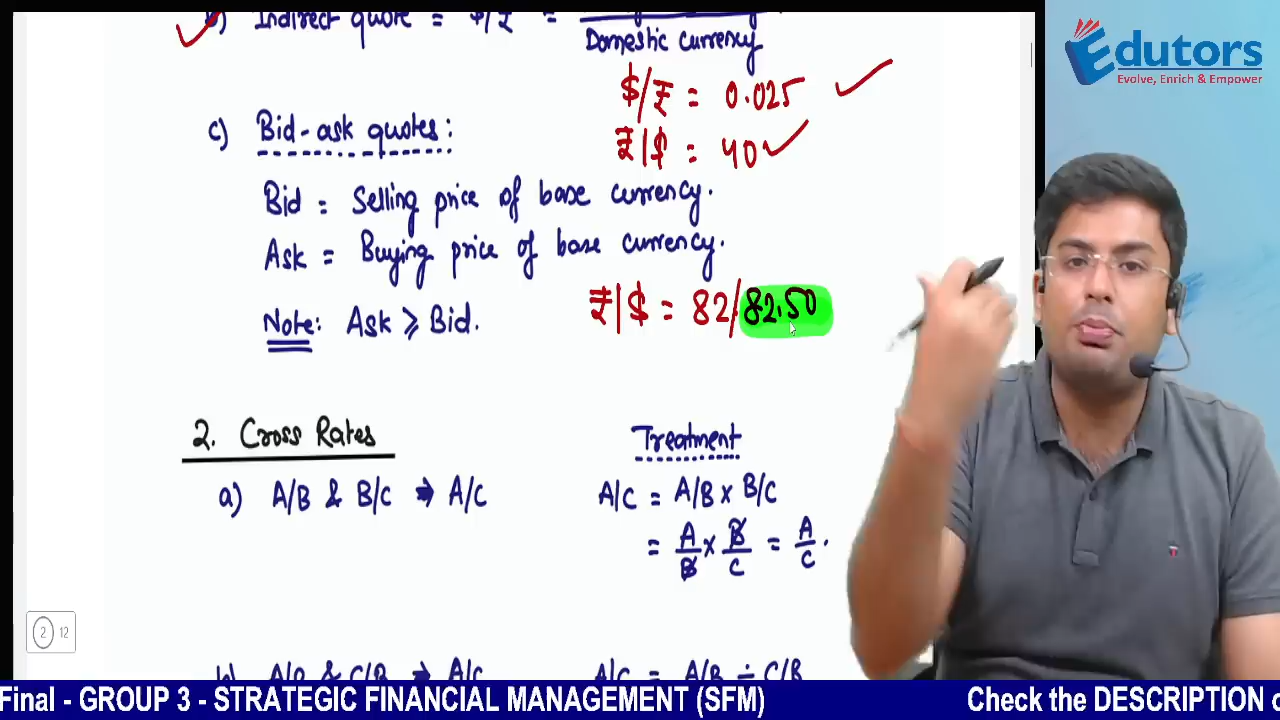 b) Indirect quote = $/₹ =
Domestic currency
$/₹ = 0.025
₹/$ = 40
c) Bid-ask quotes:
Bid = Selling price of base currency.
Ask = Buying price of base currency.
₹/$ = 82/82.50
Note: Ask ≥ Bid.
2. Cross Rates
Treatment
a) A/B & B/C → A/C
A/C = A/B × B/C
= A/B × B/C = A/C.
b) A/B & C/B → A/C
A/C = A/B ÷ C/B
2 12
Edutors
Evolve, Enrich & Empower
Final - GROUP 3 - STRATEGIC FINANCIAL MANAGEMENT (SFM)
Check the DESCRIPTION